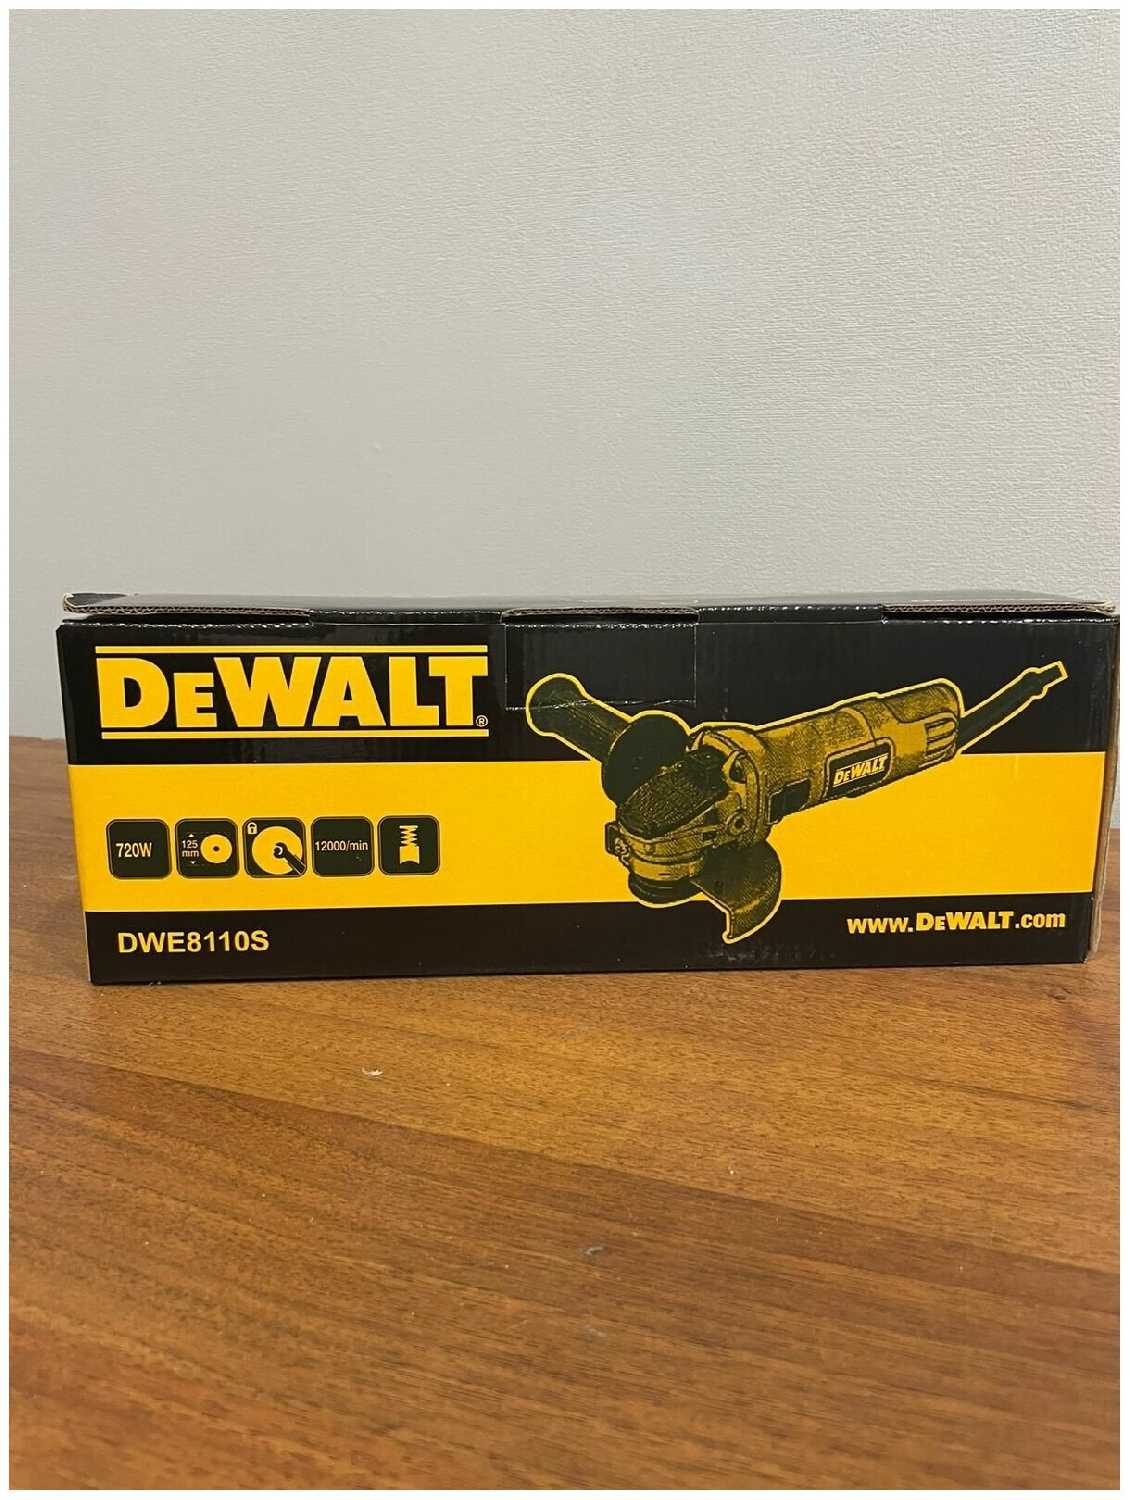 DEWALT®
DEWALT
720W
125
mm
12000/min
DWE8110S
www.DEWALT.com